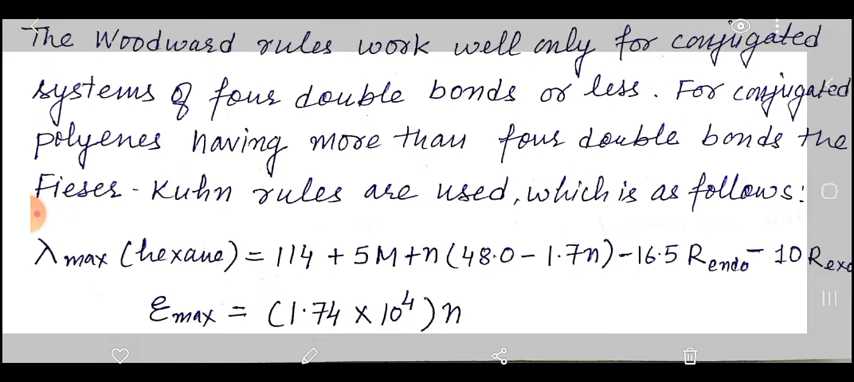 The Woodward rules work well only for conjugated
systems of four double bonds or less. For conjugated
polyenes having more than four double bonds the
Fieser-Kuhn rules are used, which is as follows:
λmax (hexane) = 114 + 5M + n (48.0 - 1.7n) - 16.5 Rendo - 10 Rexo
εmax = (1.74 × 10⁴) n